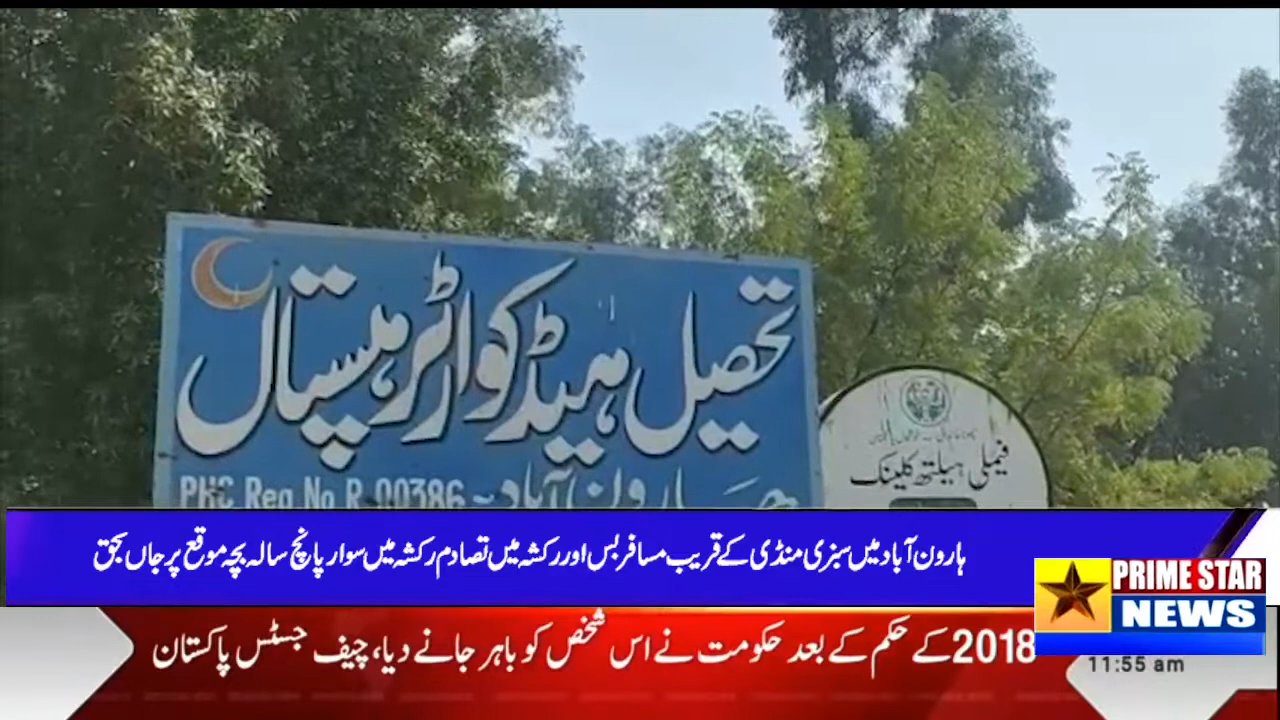 تحصیل ہیڈ کوارٹر ہسپتال
PHC Reg No R-00386 - ہارون آباد
فیملی ہیلتھ کلینک
ہارون آباد میں سبزی منڈی کے قریب مسافر بس اور رکشہ میں تصادم رکشہ میں سوار پانچ سالہ بچہ موقع پر جاں بحق
PRIME STAR
NEWS
2018 کے حکم کے بعد حکومت نے اس شخص کو باہر جانے دیا، چیف جسٹس پاکستان
11:55 am